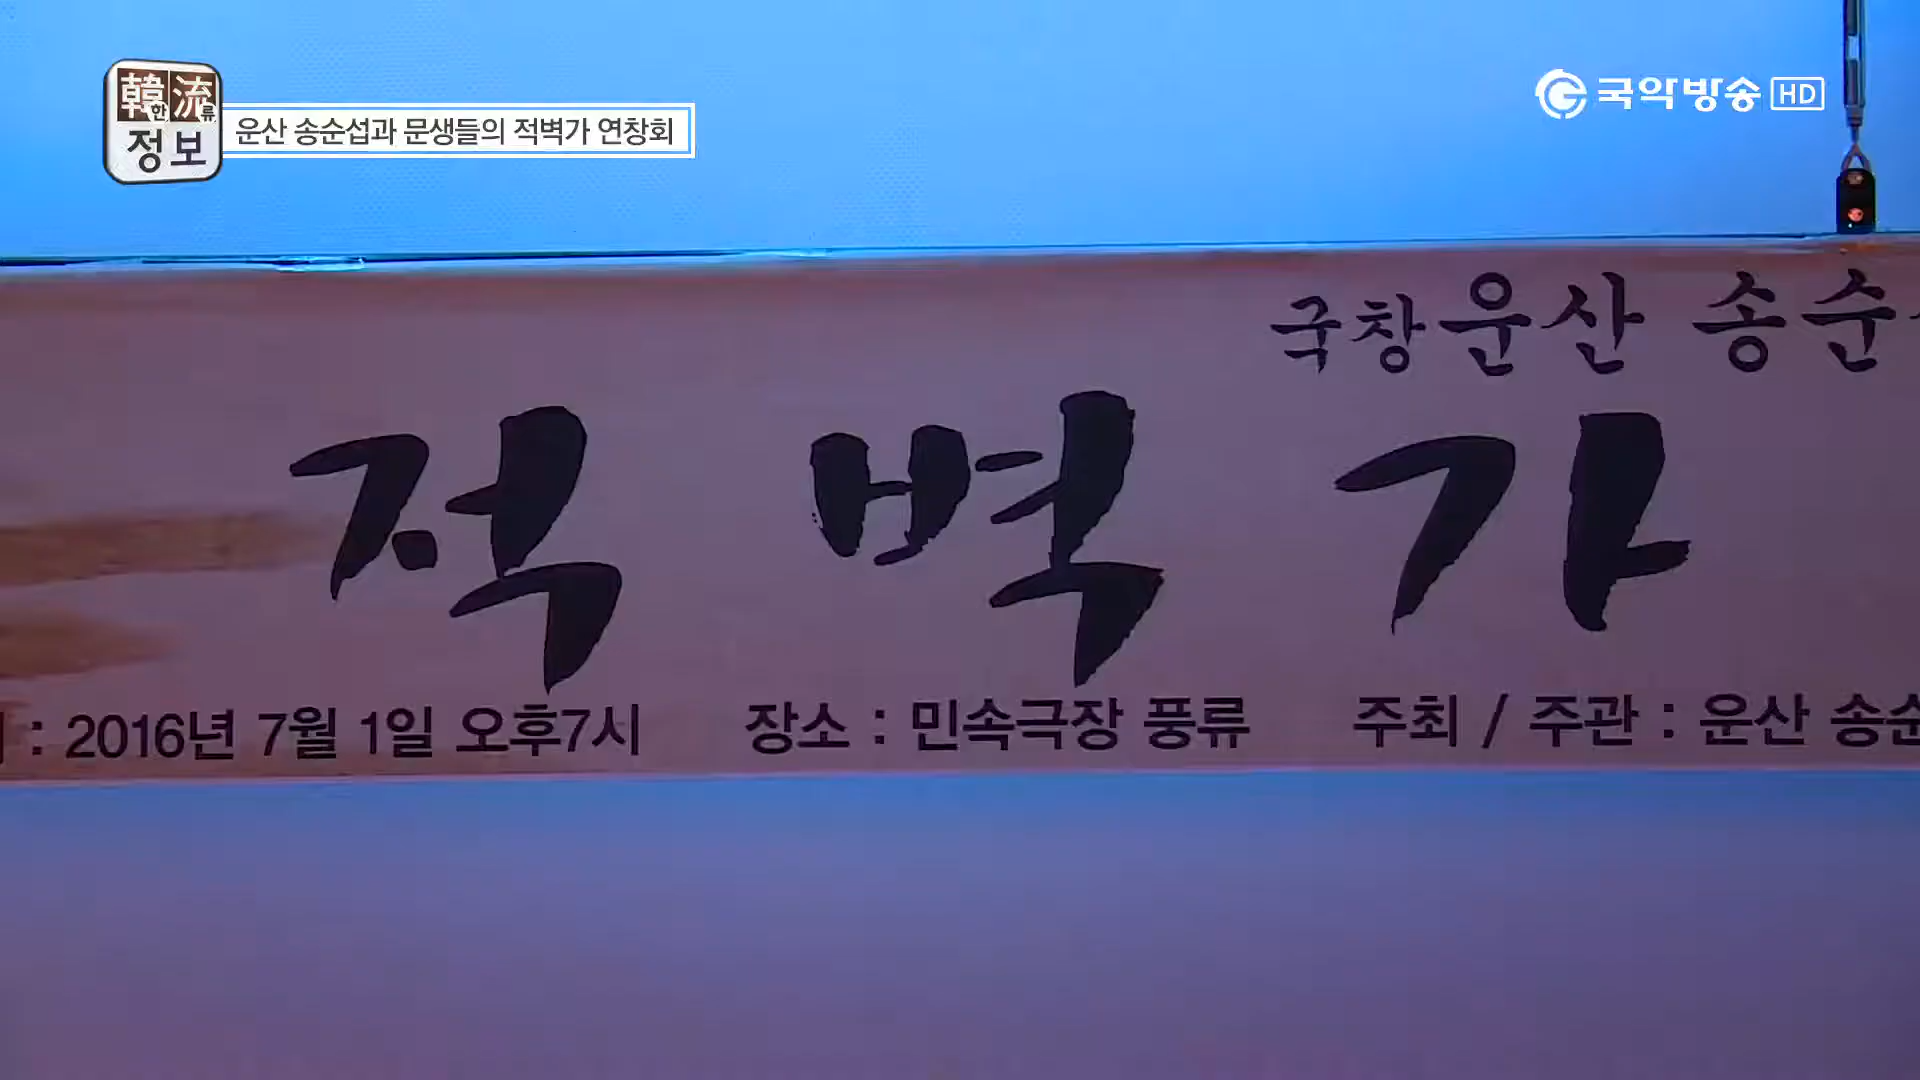 韓流
한류
정보
운산 송순섭과 문생들의 적벽가 연창회
국악방송 HD
국창 운산 송순
적벽가
: 2016년 7월 1일 오후7시 장소 : 민속극장 풍류 주최 / 주관 : 운산 송순